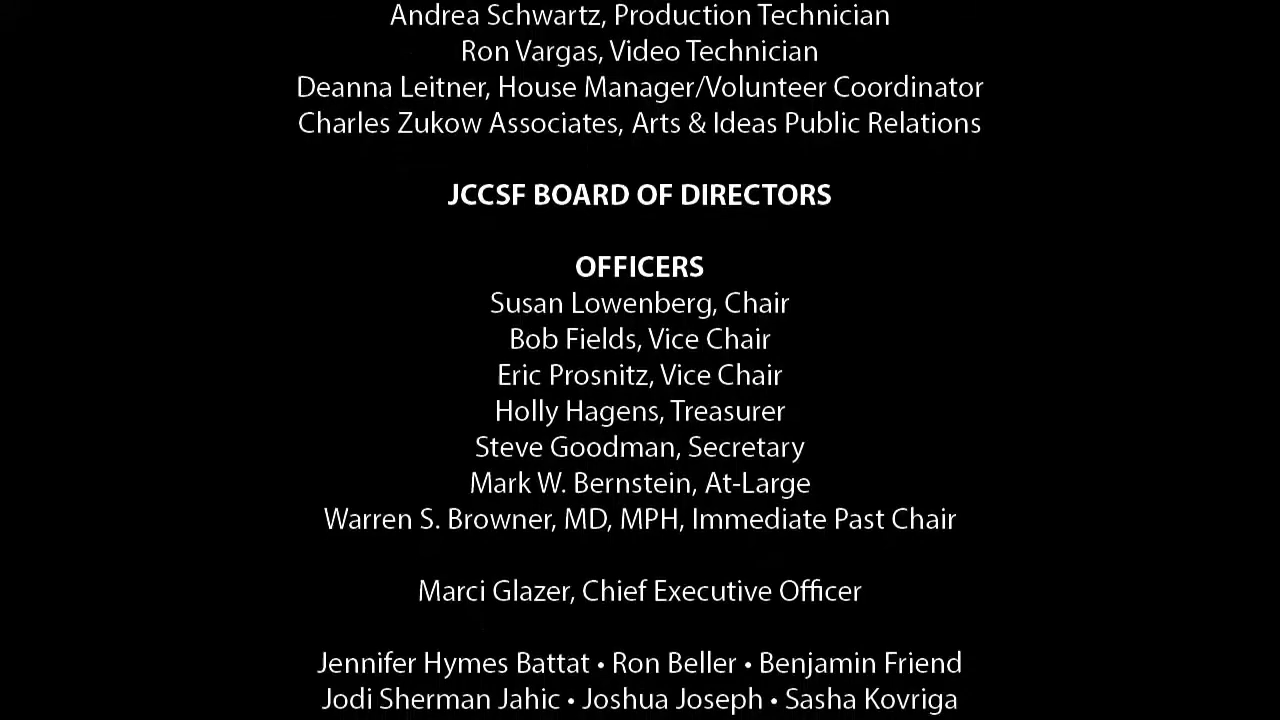 Andrea Schwartz, Production Technician
Ron Vargas, Video Technician
Deanna Leitner, House Manager/Volunteer Coordinator
Charles Zukow Associates, Arts & Ideas Public Relations
JCCSF BOARD OF DIRECTORS
OFFICERS
Susan Lowenberg, Chair
Bob Fields, Vice Chair
Eric Prosnitz, Vice Chair
Holly Hagens, Treasurer
Steve Goodman, Secretary
Mark W. Bernstein, At-Large
Warren S. Browner, MD, MPH, Immediate Past Chair
Marci Glazer, Chief Executive Officer
Jennifer Hymes Battat • Ron Beller • Benjamin Friend
Jodi Sherman Jahic • Joshua Joseph • Sasha Kovriga